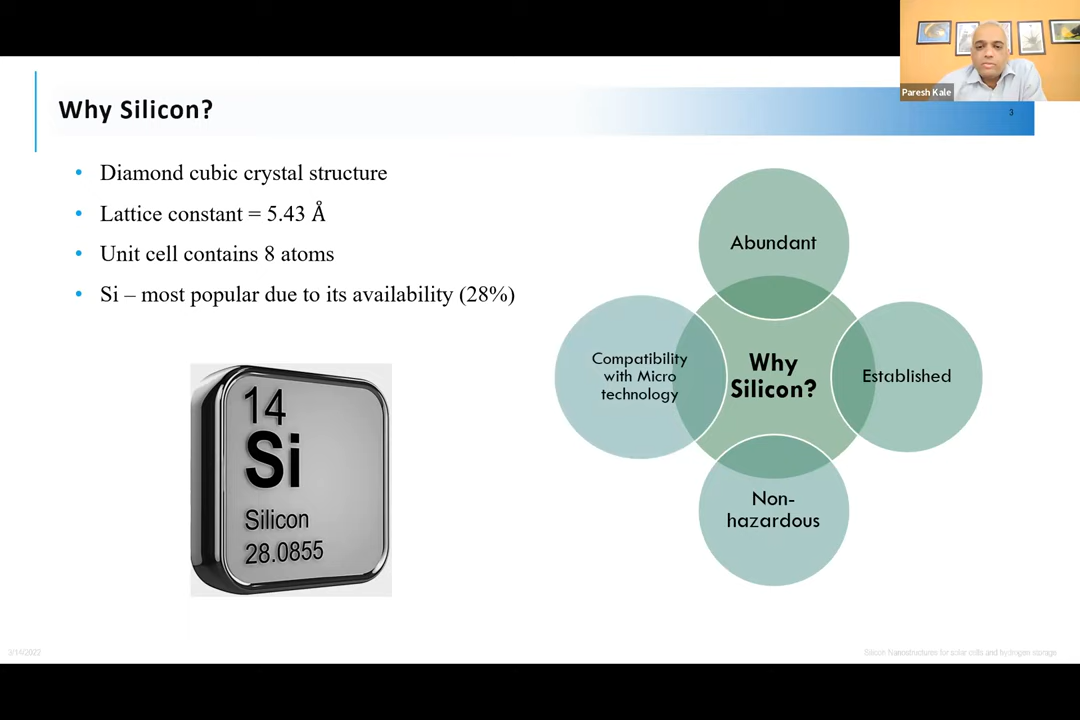 Paresh Kale
Why Silicon?
3
• Diamond cubic crystal structure
• Lattice constant = 5.43 Å
• Unit cell contains 8 atoms
• Si – most popular due to its availability (28%)
14
Si
Silicon
28.0855
Abundant
Compatibility
with Micro
technology
Why
Silicon?
Established
Non-
hazardous
3/14/2022
Silicon Nanostructures for solar cells and hydrogen storage